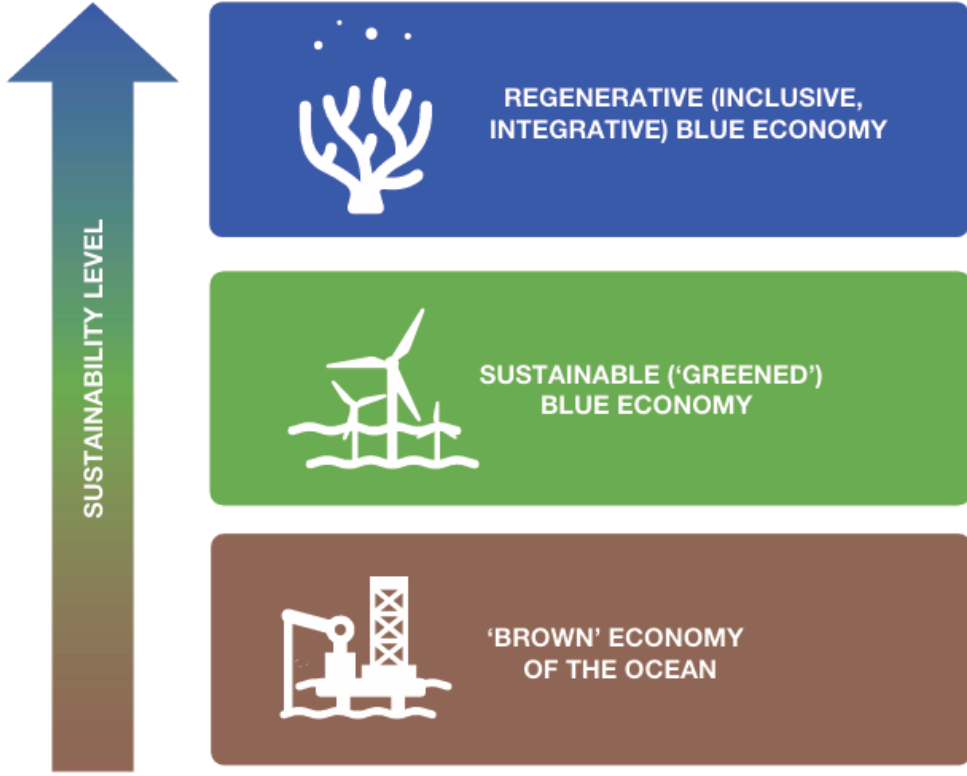 SUSTAINABILITY LEVEL
REGENERATIVE (INCLUSIVE,
INTEGRATIVE) BLUE ECONOMY
SUSTAINABLE (‘GREENED’)
BLUE ECONOMY
‘BROWN’ ECONOMY
OF THE OCEAN